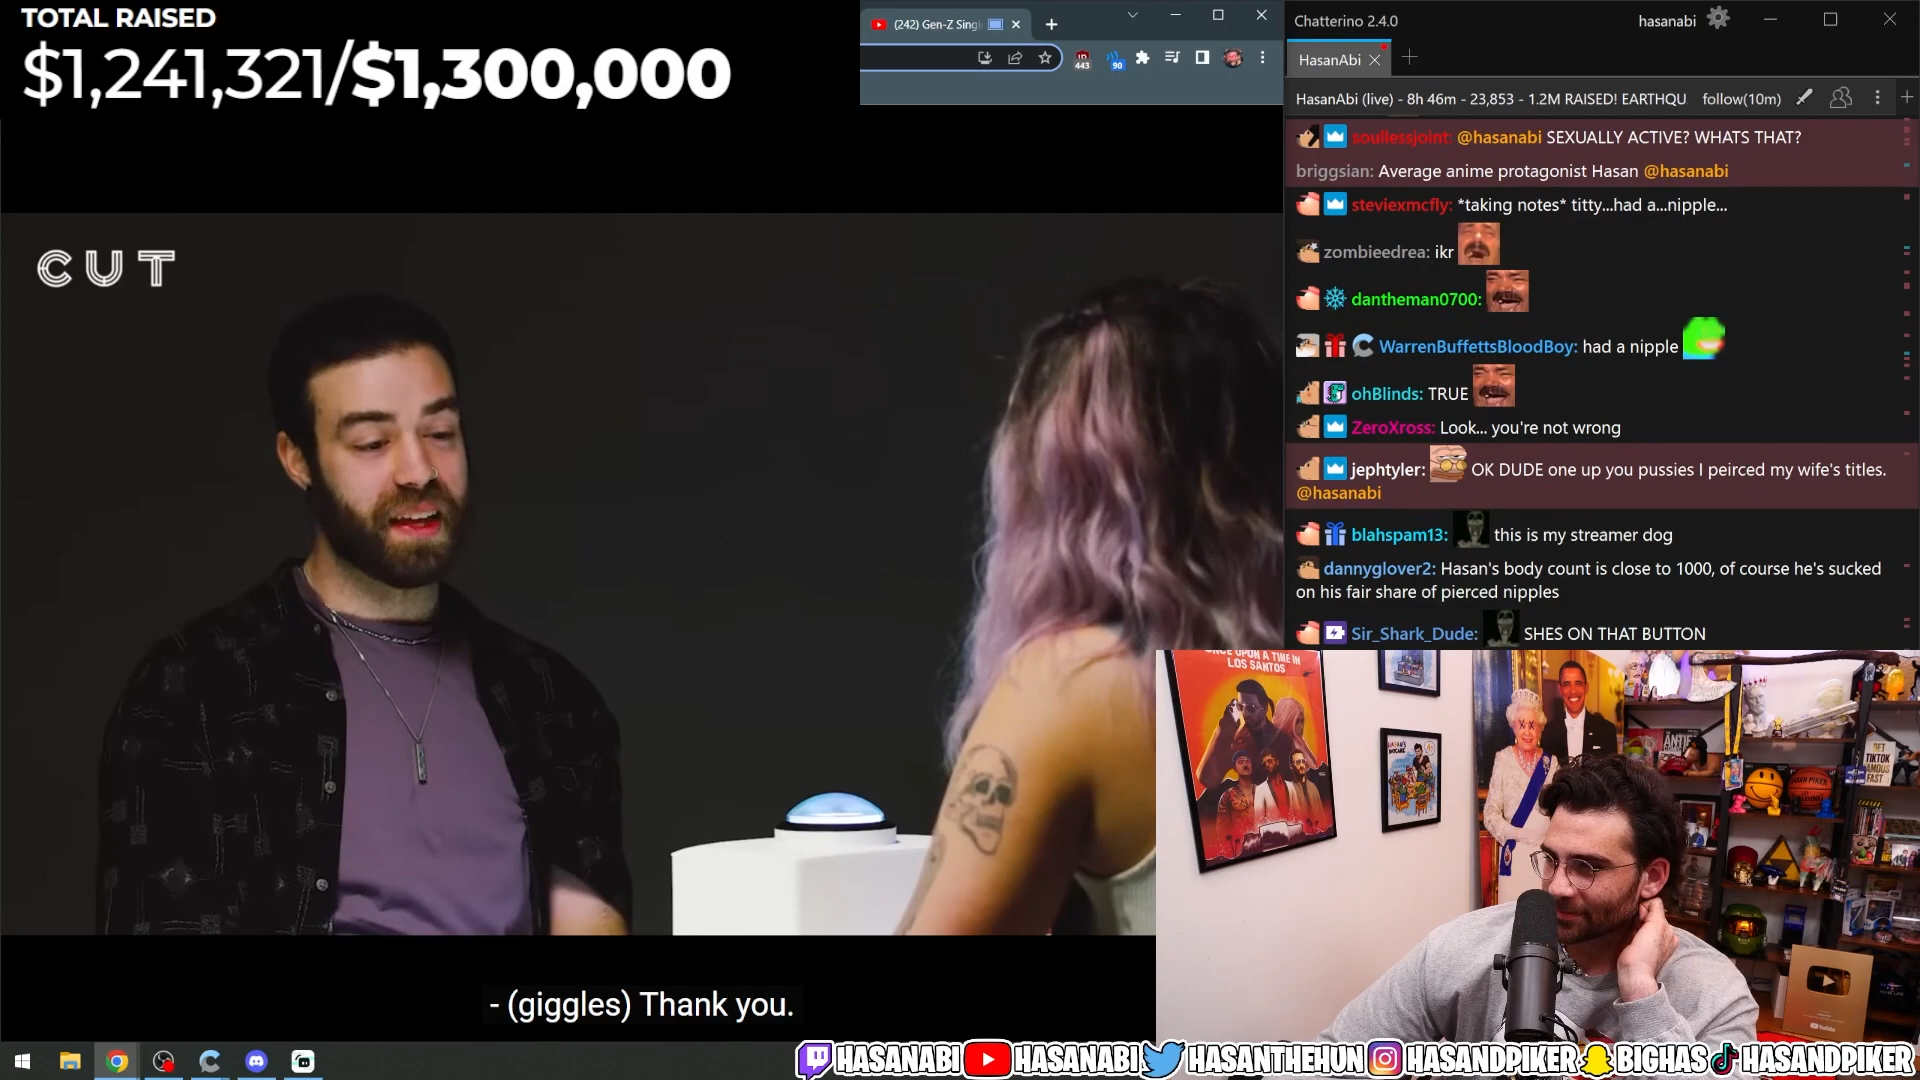 TOTAL RAISED
$1,241,321/$1,300,000
(242) Gen-Z Sing
443
90
Chatterino 2.4.0
hasanabi
HasanAbi
HasanAbi (live) - 8h 46m - 23,853 - 1.2M RAISED! EARTHQU
follow(10m)
soullessjoint: @hasanabi SEXUALLY ACTIVE? WHATS THAT?
briggsian: Average anime protagonist Hasan @hasanabi
steviexmcfly: *taking notes* titty...had a...nipple...
zombieedrea: ikr
dantheman0700:
WarrenBuffettsBloodBoy: had a nipple
ohBlinds: TRUE
ZeroXross: Look... you're not wrong
jephtyler: OK DUDE one up you pussies I peirced my wife's titles.
@hasanabi
blahspam13: this is my streamer dog
dannyglover2: Hasan's body count is close to 1000, of course he's sucked
on his fair share of pierced nipples
Sir_Shark_Dude: SHES ON THAT BUTTON
CUT
ONCE UPON A TIME IN
LOS SANTOS
GET
TIKTOK
FAMOUS
FAST
- (giggles) Thank you.
HASANABI HASANABI HASANTHEHUN HASANDPIKER BIGHAS HASANDPIKER